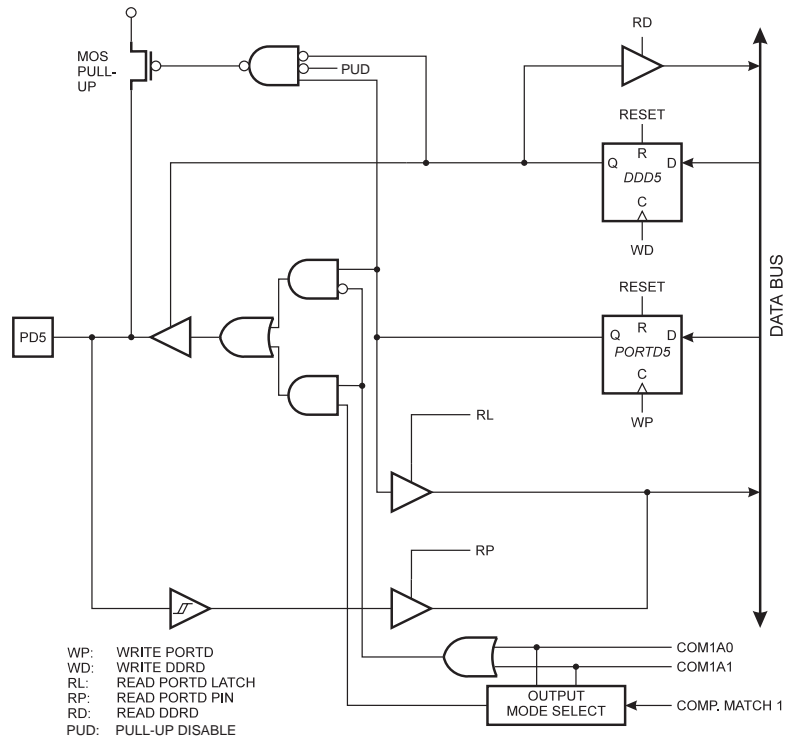 RD
MOS
PULL-
UP
PUD
RESET
R
Q
D
DDD5
C
WD
DATA BUS
RESET
R
Q
D
PD5
PORTD5
C
WP
RL
RP
WP: WRITE PORTD
WD: WRITE DDRD
RL: READ PORTD LATCH
RP: READ PORTD PIN
RD: READ DDRD
PUD: PULL-UP DISABLE
COM1A0
COM1A1
OUTPUT
MODE SELECT
COMP. MATCH 1